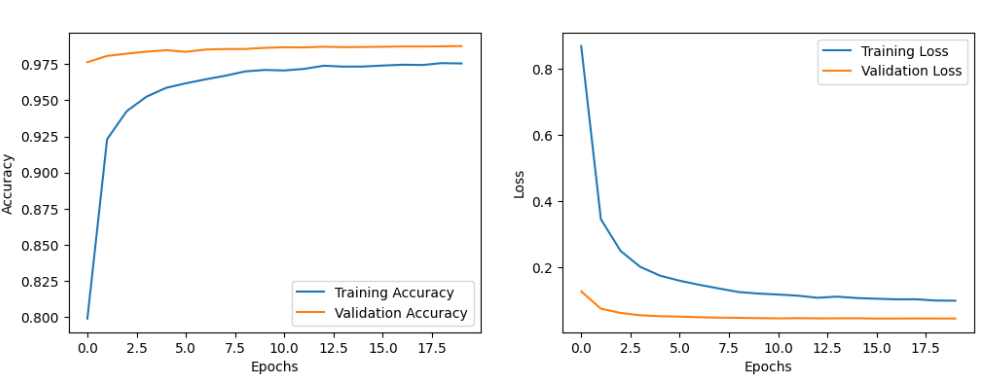 Accuracy
0.975
0.950
0.925
0.900
0.875
0.850
0.825
0.800
Training Accuracy
Validation Accuracy
0.0 2.5 5.0 7.5 10.0 12.5 15.0 17.5
Epochs
Loss
0.8
0.6
0.4
0.2
Training Loss
Validation Loss
0.0 2.5 5.0 7.5 10.0 12.5 15.0 17.5
Epochs